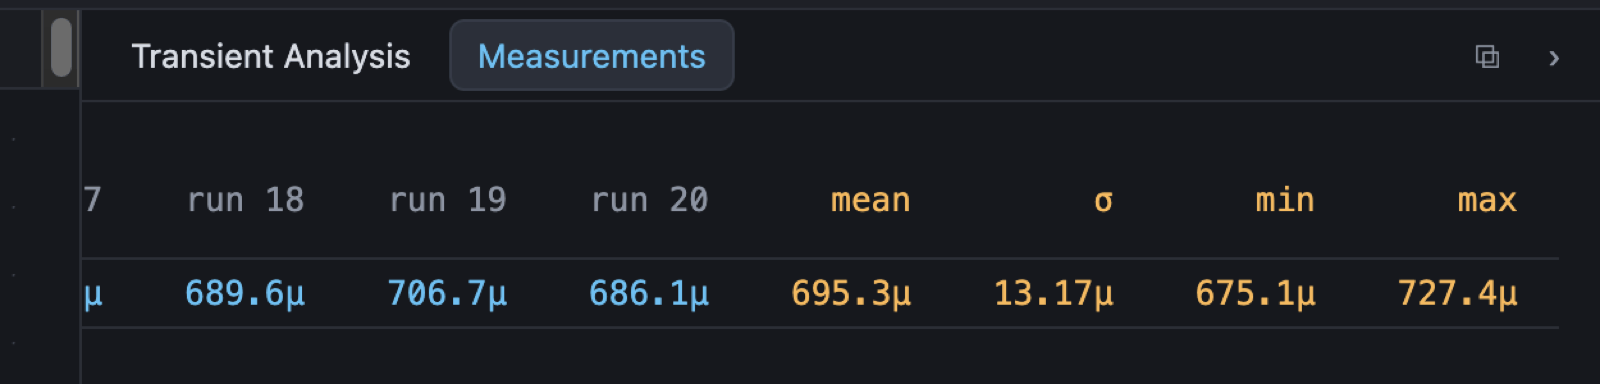 Transient Analysis Measurements
7 run 18 run 19 run 20 mean σ min max
μ 689.6μ 706.7μ 686.1μ 695.3μ 13.17μ 675.1μ 727.4μ